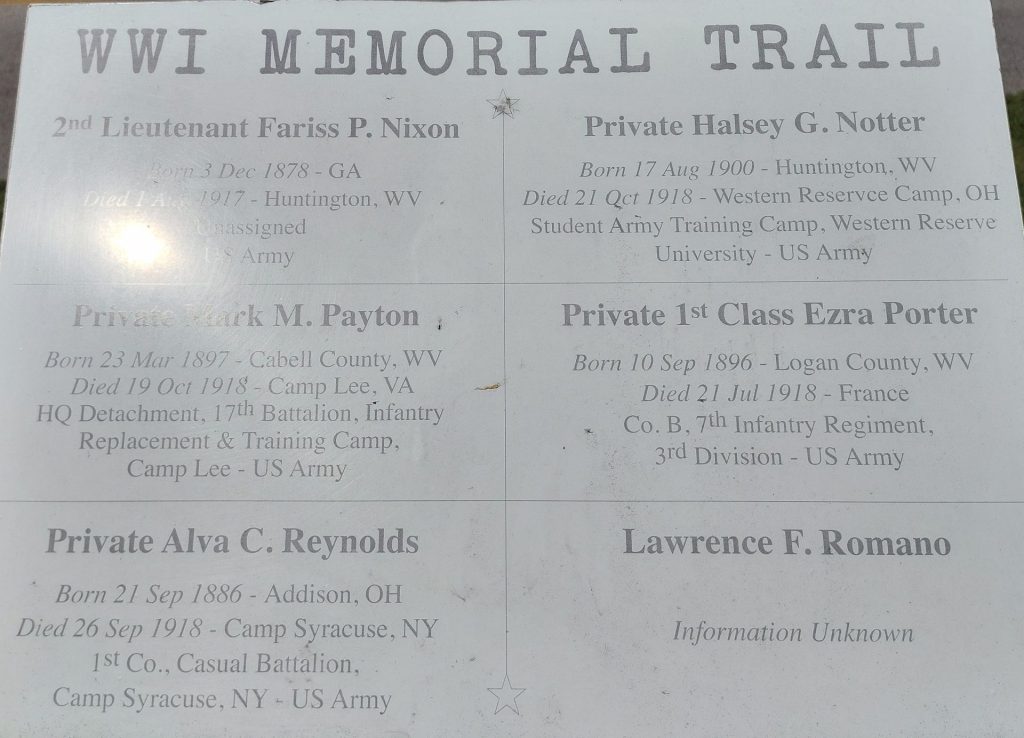 WWI MEMORIAL TRAIL
2nd Lieutenant Fariss P. Nixon
Born 3 Dec 1878 - GA
Died 1 Aug 1917 - Huntington, WV
Unassigned
US Army
Private Halsey G. Notter
Born 17 Aug 1900 - Huntington, WV
Died 21 Oct 1918 - Western Reservce Camp, OH
Student Army Training Camp, Western Reserve
University - US Army
Private Mark M. Payton
Born 23 Mar 1897 - Cabell County, WV
Died 19 Oct 1918 - Camp Lee, VA
HQ Detachment, 17th Battalion, Infantry
Replacement & Training Camp,
Camp Lee - US Army
Private 1st Class Ezra Porter
Born 10 Sep 1896 - Logan County, WV
Died 21 Jul 1918 - France
Co. B, 7th Infantry Regiment,
3rd Division - US Army
Private Alva C. Reynolds
Born 21 Sep 1886 - Addison, OH
Died 26 Sep 1918 - Camp Syracuse, NY
1st Co., Casual Battalion,
Camp Syracuse, NY - US Army
Lawrence F. Romano
Information Unknown